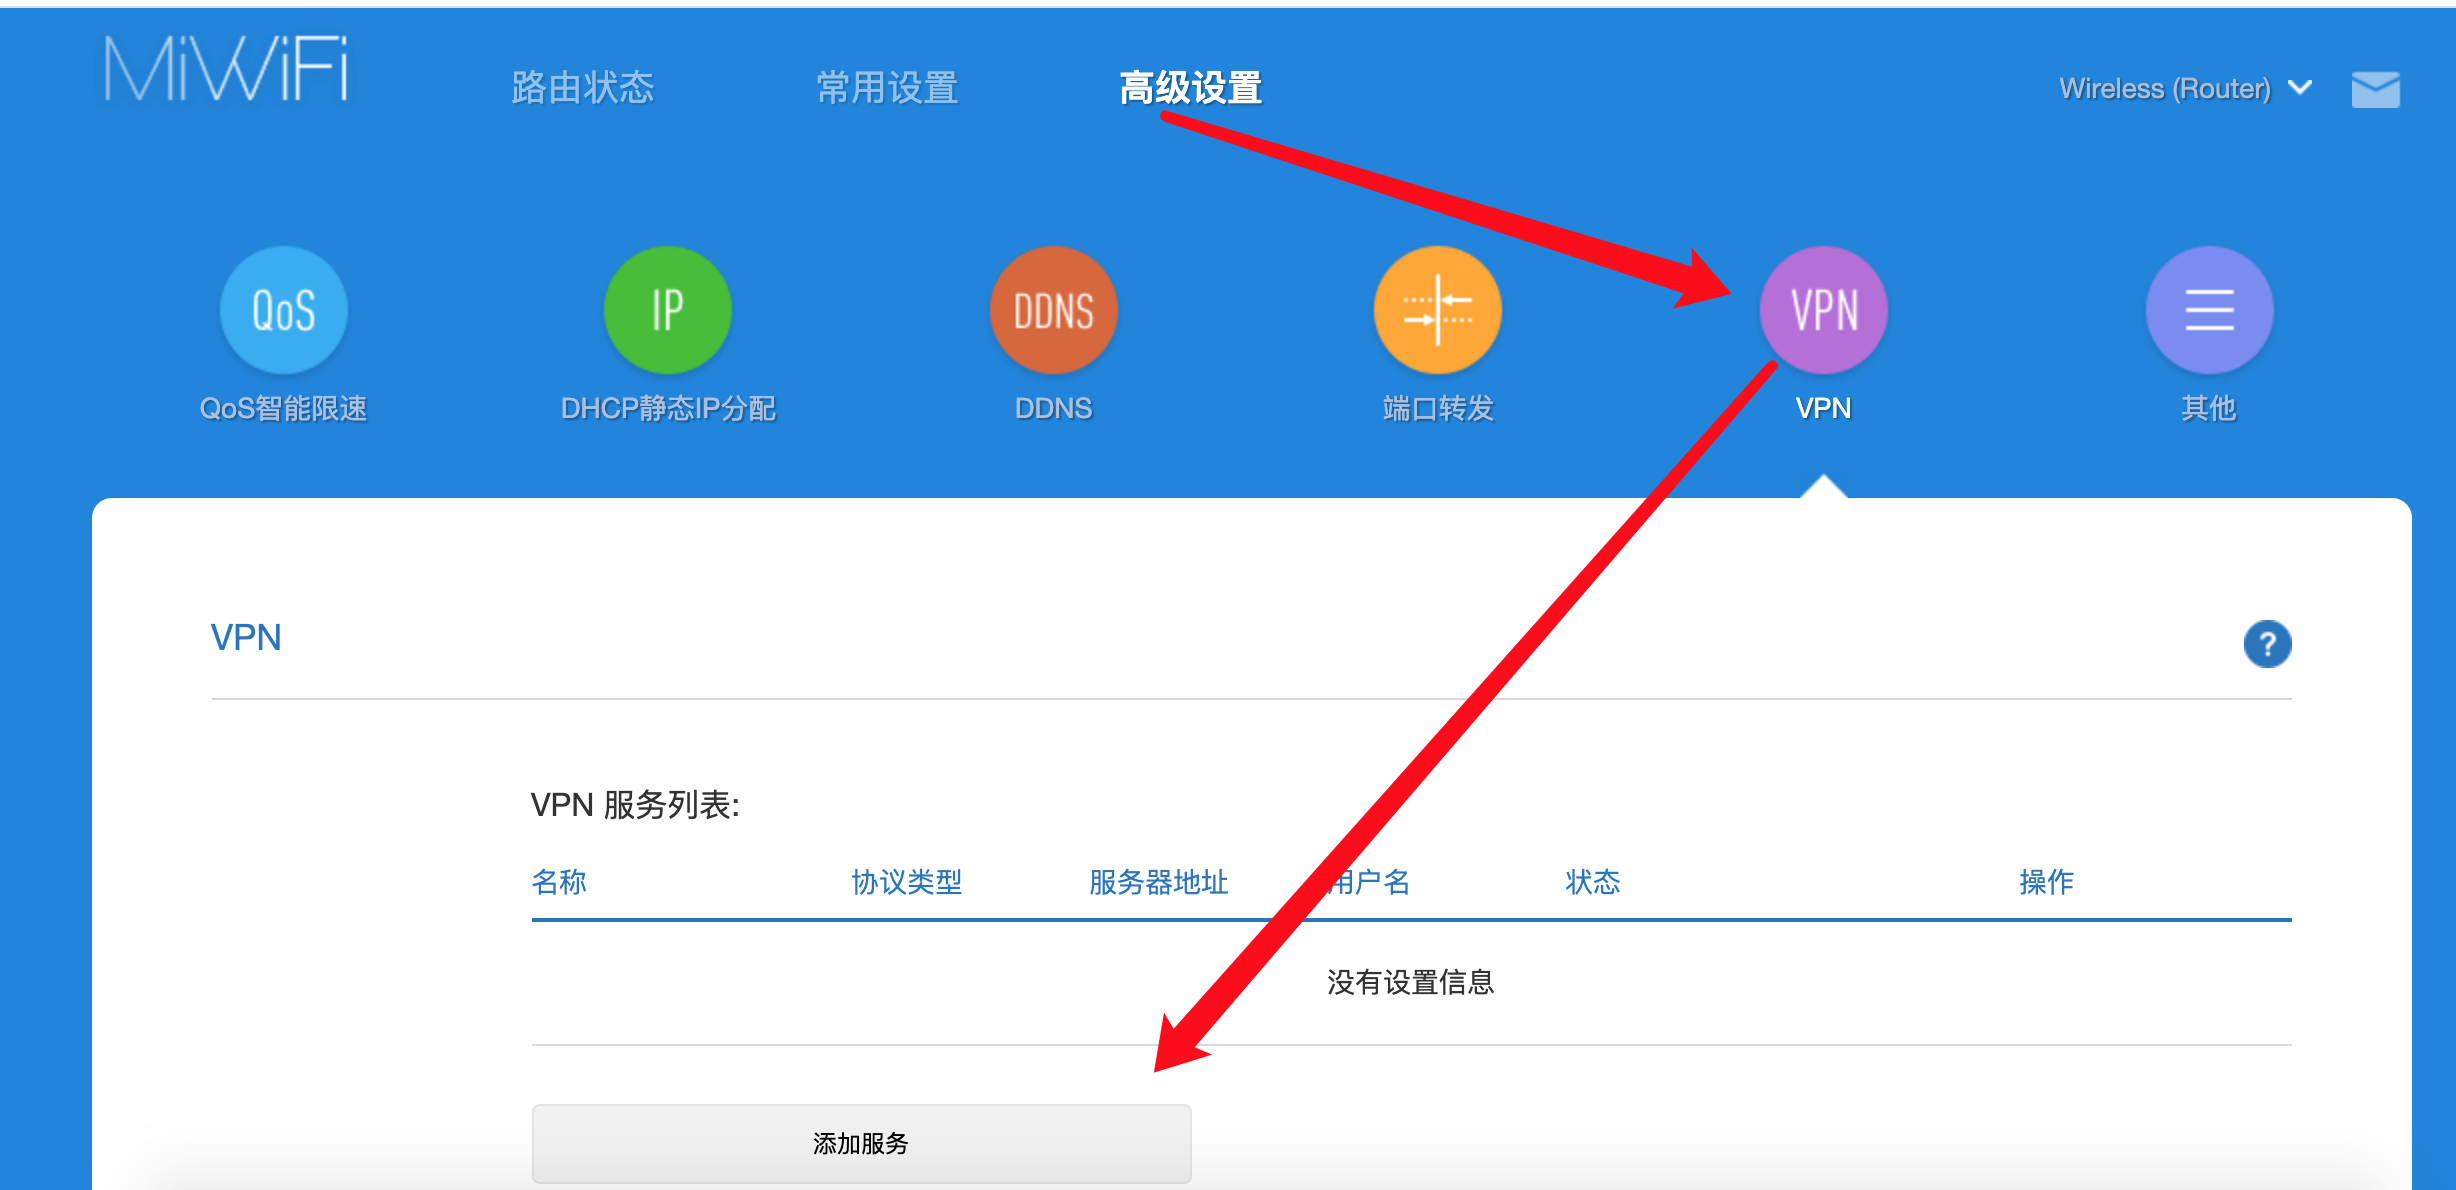 MiWiFi
路由状态 常用设置 高级设置 Wireless (Router)
QoS IP DDNS VPN
QoS智能限速 DHCP静态IP分配 DDNS 端口转发 VPN 其他
VPN ?
VPN 服务列表:
名称 协议类型 服务器地址 用户名 状态 操作
没有设置信息
添加服务